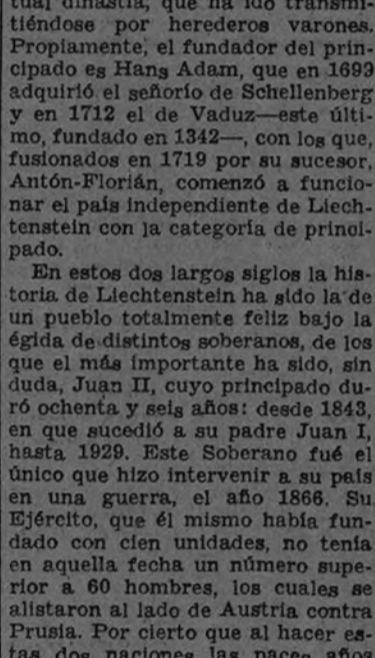 tual dinastía, que ha ido transmi-
tiéndose por herederos varones.
Propiamente, el fundador del prin-
cipado es Hans Adam, que en 1699
adquirió el señorío de Schellenberg
y en 1712 el de Vaduz—este últi-
mo, fundado en 1342—, con los que,
fusionados en 1719 por su sucesor,
Antón-Florián, comenzó a funcio-
nar el país independiente de Liech-
tenstein con la categoría de princi-
pado.
En estos dos largos siglos la his-
toria de Liechtenstein ha sido la de
un pueblo totalmente feliz bajo la
égida de distintos soberanos, de los
que el más importante ha sido, sin
duda, Juan II, cuyo principado du-
ró ochenta y seis años: desde 1843,
en que sucedió a su padre Juan I,
hasta 1929. Este Soberano fué el
único que hizo intervenir a su país
en una guerra, el año 1866. Su
Ejército, que él mismo había fun-
dado con cien unidades, no tenía
en aquella fecha un número supe-
rior a 60 hombres, los cuales se
alistaron al lado de Austria contra
Prusia. Por cierto que al hacer es-
tas dos naciones las paces años